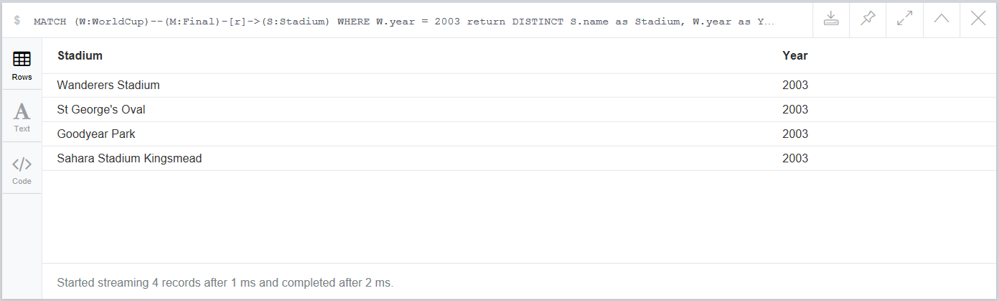 $ MATCH (W:WorldCup)--(M:Final)-[r]->(S:Stadium) WHERE W.year = 2003 return DISTINCT S.name as Stadium, W.year as Y…
Rows
Text
Code
Stadium Year
Wanderers Stadium 2003
St George's Oval 2003
Goodyear Park 2003
Sahara Stadium Kingsmead 2003
Started streaming 4 records after 1 ms and completed after 2 ms.